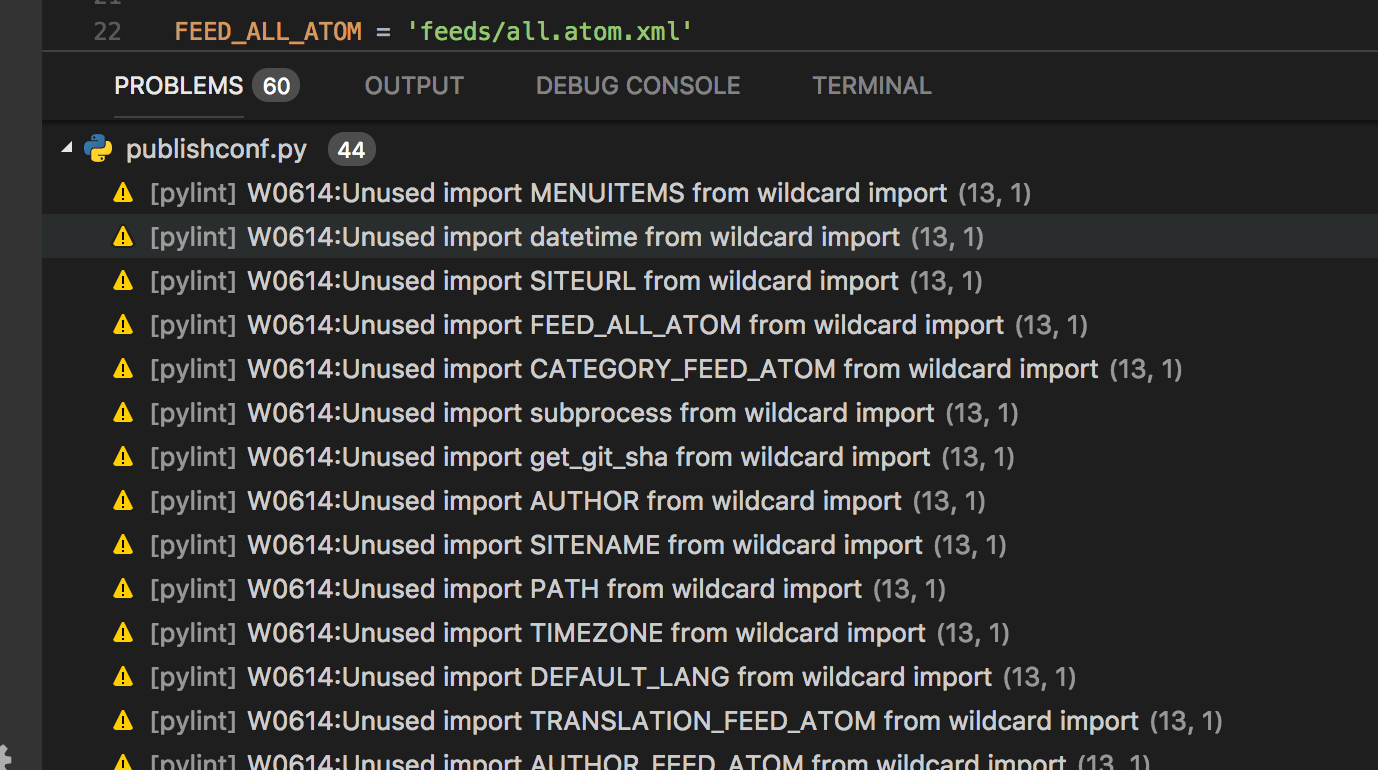 21
22 FEED_ALL_ATOM = 'feeds/all.atom.xml'
PROBLEMS 60 OUTPUT DEBUG CONSOLE TERMINAL
publishconf.py 44
[pylint] W0614:Unused import MENUITEMS from wildcard import (13, 1)
[pylint] W0614:Unused import datetime from wildcard import (13, 1)
[pylint] W0614:Unused import SITEURL from wildcard import (13, 1)
[pylint] W0614:Unused import FEED_ALL_ATOM from wildcard import (13, 1)
[pylint] W0614:Unused import CATEGORY_FEED_ATOM from wildcard import (13, 1)
[pylint] W0614:Unused import subprocess from wildcard import (13, 1)
[pylint] W0614:Unused import get_git_sha from wildcard import (13, 1)
[pylint] W0614:Unused import AUTHOR from wildcard import (13, 1)
[pylint] W0614:Unused import SITENAME from wildcard import (13, 1)
[pylint] W0614:Unused import PATH from wildcard import (13, 1)
[pylint] W0614:Unused import TIMEZONE from wildcard import (13, 1)
[pylint] W0614:Unused import DEFAULT_LANG from wildcard import (13, 1)
[pylint] W0614:Unused import TRANSLATION_FEED_ATOM from wildcard import (13, 1)
[pylint] W0614:Unused import AUTHOR_FEED_ATOM from wildcard import (13, 1)